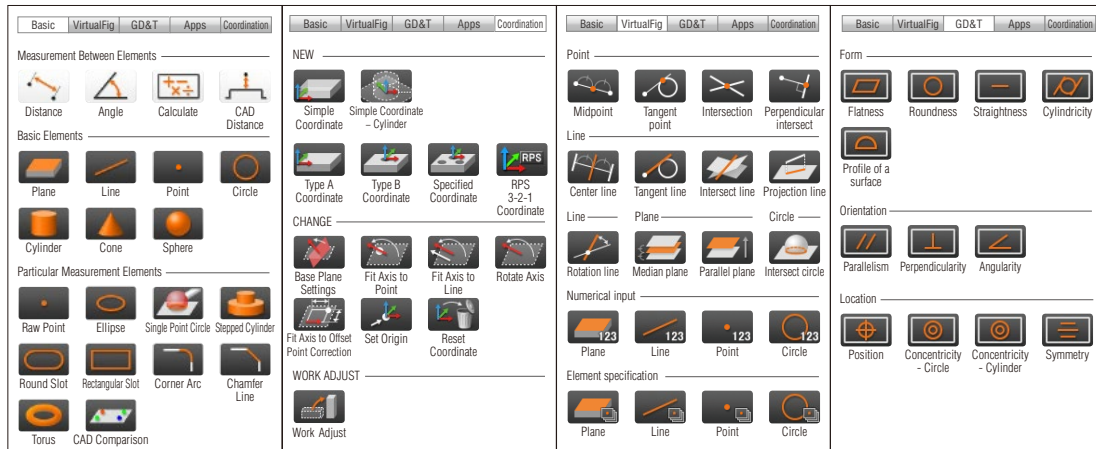 Basic VirtualFig GD&T Apps Coordination
Measurement Between Elements
Distance Angle Calculate CAD
Distance
Basic Elements
Plane Line Point Circle
Cylinder Cone Sphere
Particular Measurement Elements
Raw Point Ellipse Single Point Circle Stepped Cylinder
Round Slot Rectangular Slot Corner Arc Chamfer
Line
Torus CAD Comparison
Basic VirtualFig GD&T Apps Coordination
NEW
Simple
Coordinate
Simple Coordinate
– Cylinder
RPS
Type A
Coordinate
Type B
Coordinate
Specified
Coordinate
RPS
3-2-1
Coordinate
CHANGE
Base Plane
Settings
Fit Axis to
Point
Fit Axis to
Line
Rotate Axis
Fit Axis to Offset
Point Correction
Set Origin
Reset
Coordinate
WORK ADJUST
Work Adjust
Basic VirtualFig GD&T Apps Coordination
Point
Midpoint
Tangent
point
Intersection
Perpendicular
intersect
Line
Center line Tangent line Intersect line Projection line
Line Plane Circle
Rotation line Median plane Parallel plane Intersect circle
Numerical input
123 123 123 123
Plane Line Point Circle
Element specification
Plane Line Point Circle
Basic VirtualFig GD&T Apps Coordination
Form
Flatness Roundness Straightness Cylindricity
Profile of a
surface
Orientation
Parallelism Perpendicularity Angularity
Location
Position
Concentricity
- Circle
Concentricity
- Cylinder
Symmetry